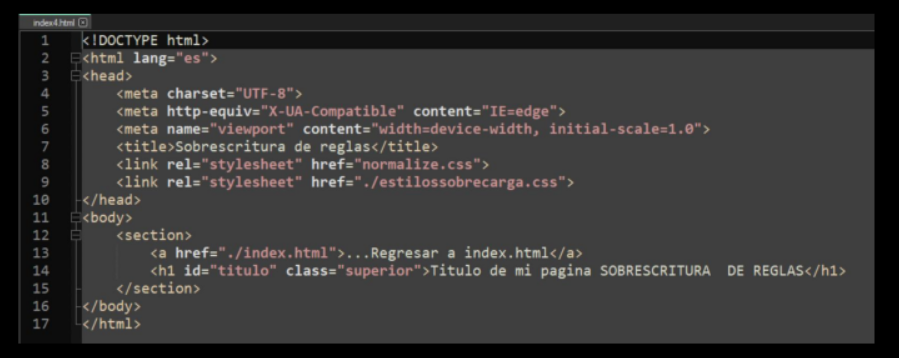 index4.html
1 <!DOCTYPE html>
2 <html lang="es">
3 <head>
4 <meta charset="UTF-8">
5 <meta http-equiv="X-UA-Compatible" content="IE=edge">
6 <meta name="viewport" content="width=device-width, initial-scale=1.0">
7 <title>Sobrescritura de reglas</title>
8 <link rel="stylesheet" href="normalize.css">
9 <link rel="stylesheet" href="./estilossobrecarga.css">
10 </head>
11 <body>
12 <section>
13 <a href="./index.html">...Regresar a index.html</a>
14 <h1 id="titulo" class="superior">Titulo de mi pagina SOBRESCRITURA  DE REGLAS</h1>
15 </section>
16 </body>
17 </html>